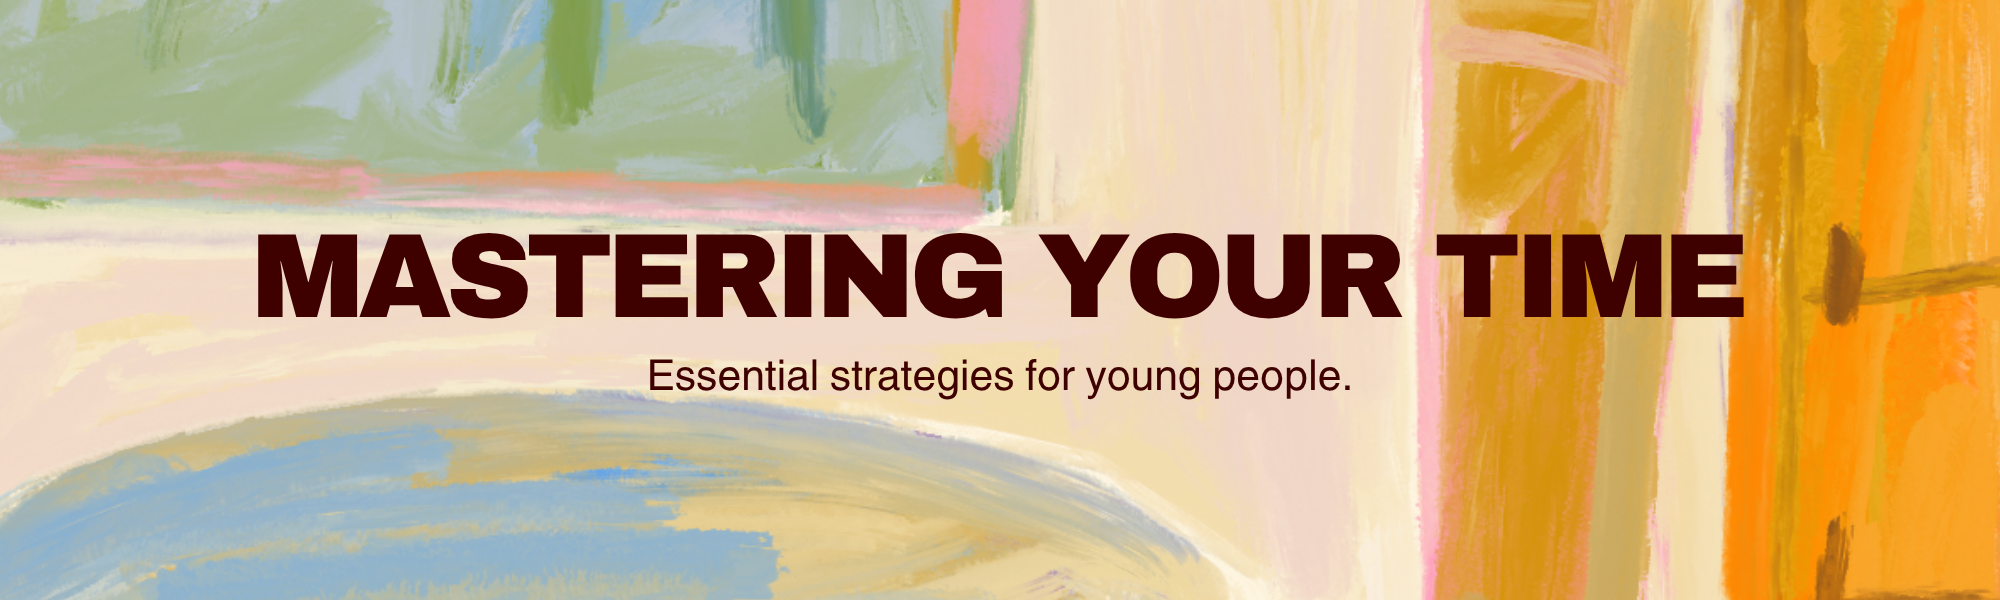 MASTERING YOUR TIME
Essential strategies for young people.